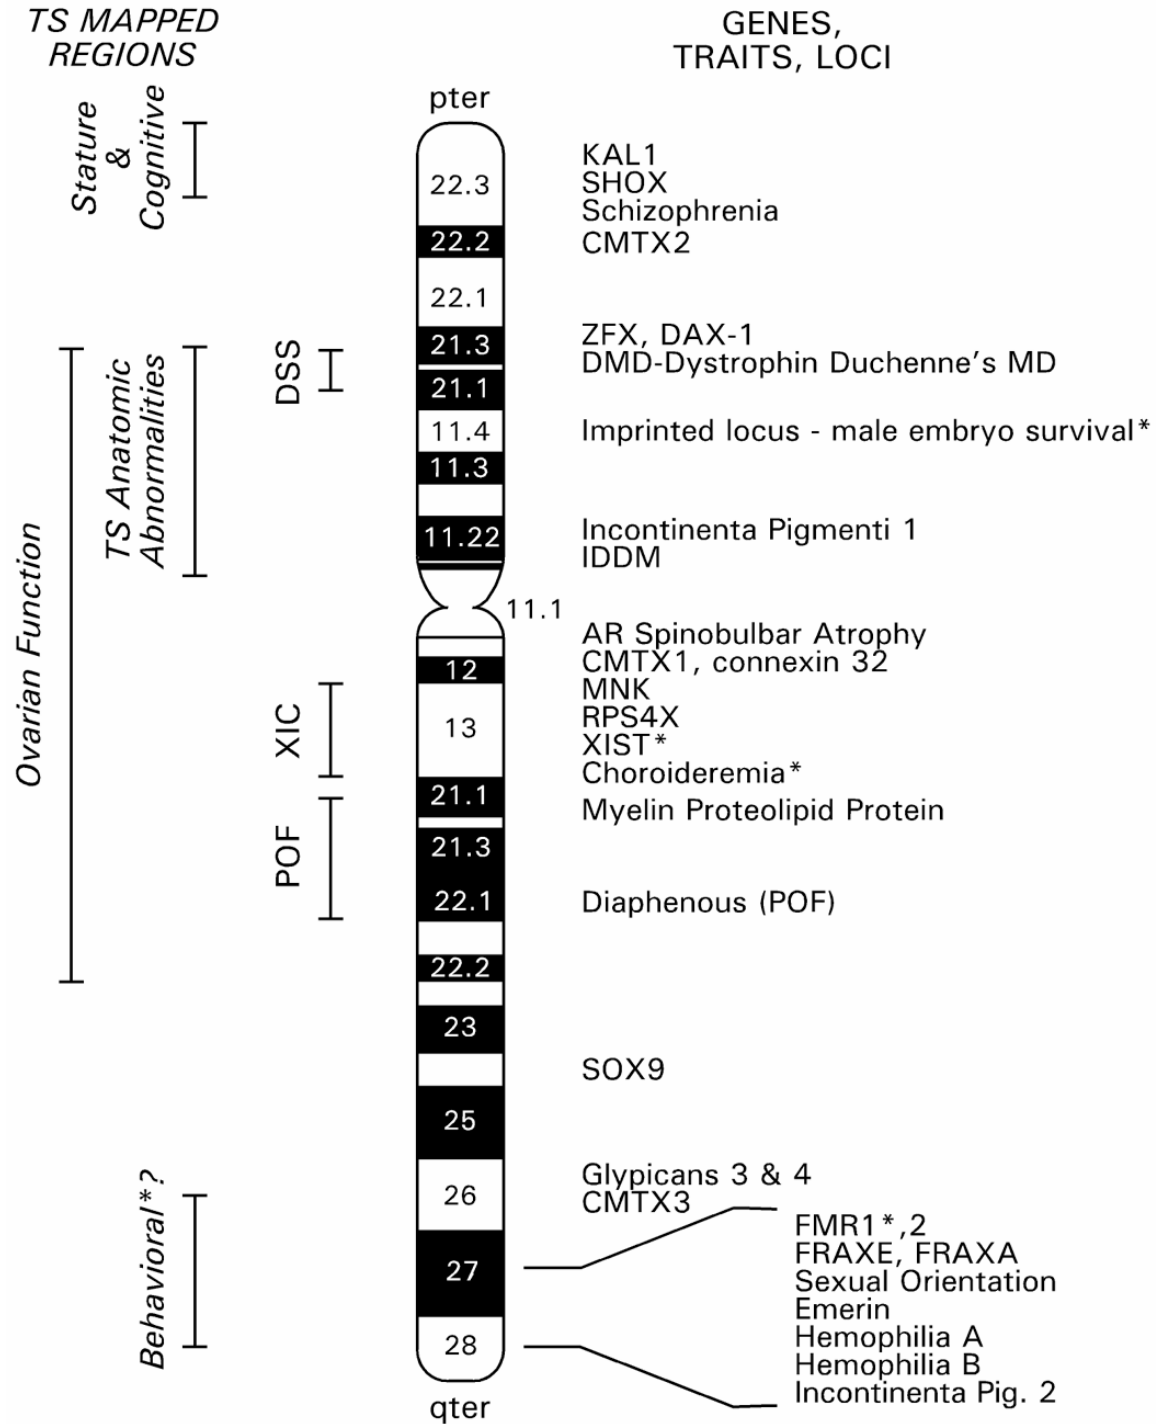 TS MAPPED
REGIONS
GENES,
TRAITS, LOCI
Stature
&
Cognitive
pter
22.3
KAL1
SHOX
Schizophrenia
22.2
CMTX2
22.1
Ovarian Function
TS Anatomic
Abnormalities
DSS
21.3
ZFX, DAX-1
DMD-Dystrophin Duchenne's MD
21.1
11.4
Imprinted locus - male embryo survival*
11.3
11.22
Incontinenta Pigmenti 1
IDDM
11.1
AR Spinobulbar Atrophy
12
CMTX1, connexin 32
MNK
XIC
13
RPS4X
XIST*
Choroideremia*
21.1
Myelin Proteolipid Protein
POF
21.3
22.1
Diaphenous (POF)
22.2
23
SOX9
25
Behavioral*?
26
Glypicans 3 & 4
CMTX3
27
FMR1*,2
FRAXE, FRAXA
Sexual Orientation
Emerin
28
Hemophilia A
Hemophilia B
Incontinenta Pig. 2
qter